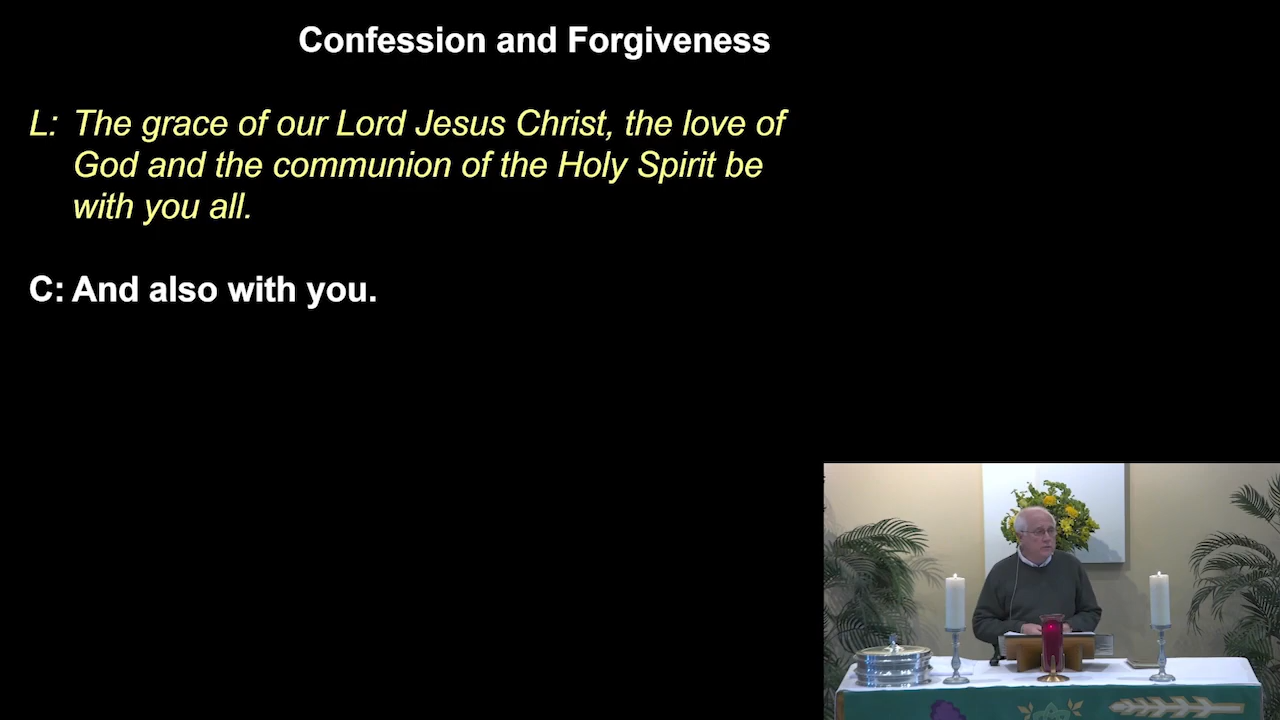 Confession and Forgiveness
L: The grace of our Lord Jesus Christ, the love of
God and the communion of the Holy Spirit be
with you all.
C: And also with you.